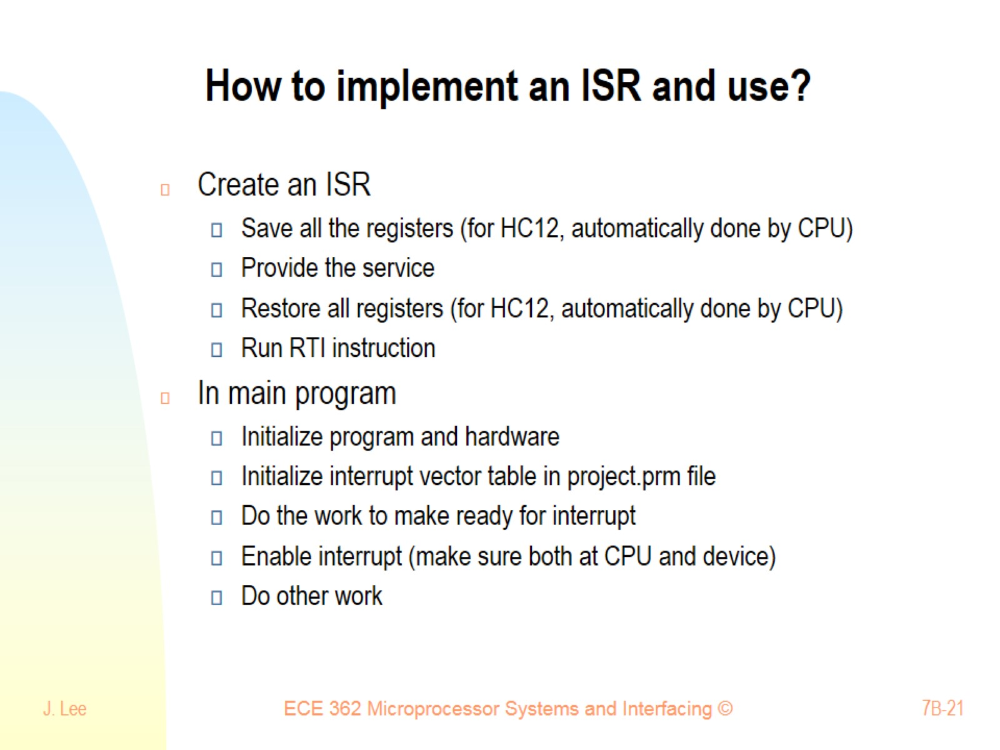 How to implement an ISR and use?
Create an ISR
Save all the registers (for HC12, automatically done by CPU)
Provide the service
Restore all registers (for HC12, automatically done by CPU)
Run RTI instruction
In main program
Initialize program and hardware
Initialize interrupt vector table in project.prm file
Do the work to make ready for interrupt
Enable interrupt (make sure both at CPU and device)
Do other work
J. Lee
ECE 362 Microprocessor Systems and Interfacing ©
7B-21